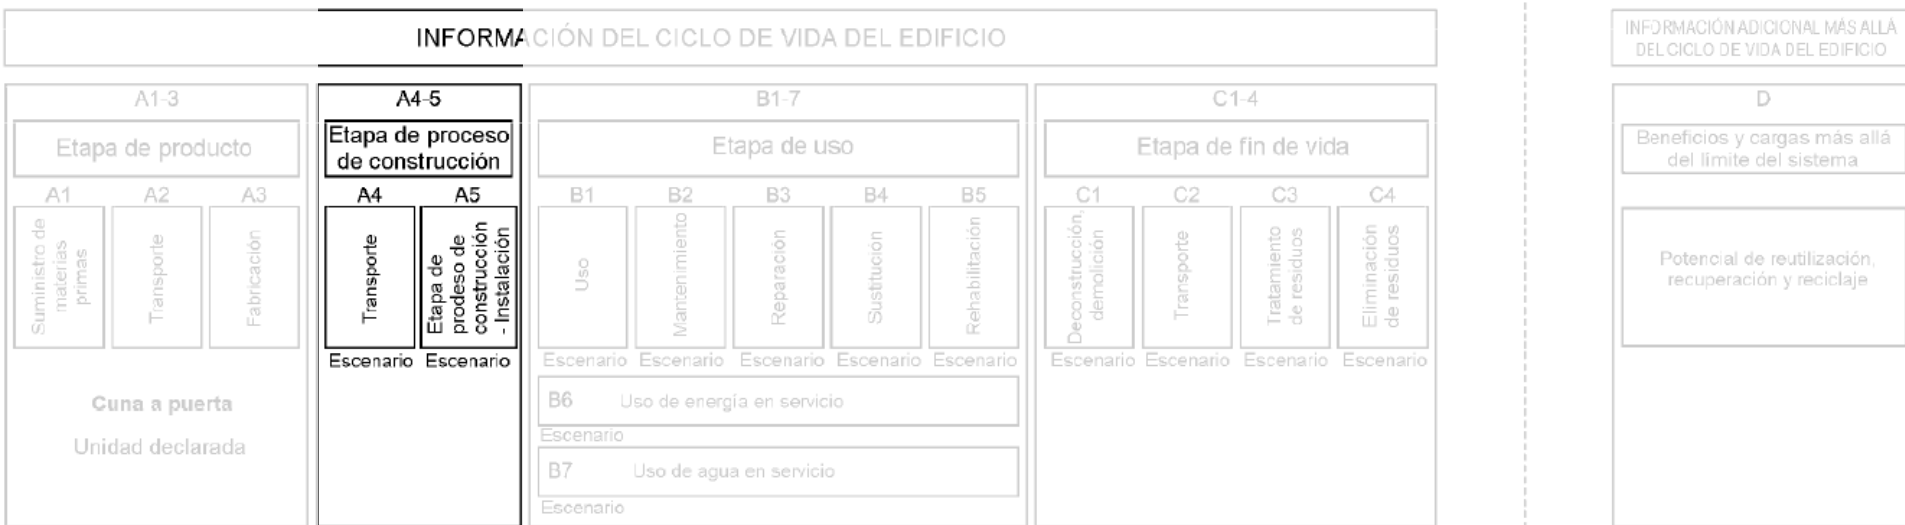 INFORMACIÓN DEL CICLO DE VIDA DEL EDIFICIO
INFORMACIÓN ADICIONAL MÁS ALLÁ
DEL CICLO DE VIDA DEL EDIFICIO
A1-3
Etapa de producto
A1
A2
A3
Suministro de
materias
primas
Transporte
Fabricación
Cuna a puerta
Unidad declarada
A4-5
Etapa de proceso
de construcción
A4
A5
Transporte
Etapa de
prodeso de
construcción
- Instalación
Escenario
Escenario
B1-7
Etapa de uso
B1
B2
B3
B4
B5
Uso
Mantenimiento
Reparación
Sustitución
Rehabilitación
Escenario
Escenario
Escenario
Escenario
Escenario
B6 Uso de energía en servicio
Escenario
B7 Uso de agua en servicio
Escenario
C1-4
Etapa de fin de vida
C1
C2
C3
C4
Deconstrucción,
demolición
Transporte
Tratamiento
de residuos
Eliminación
de residuos
Escenario
Escenario
Escenario
Escenario
D
Beneficios y cargas más allá
del límite del sistema
Potencial de reutilización,
recuperación y reciclaje